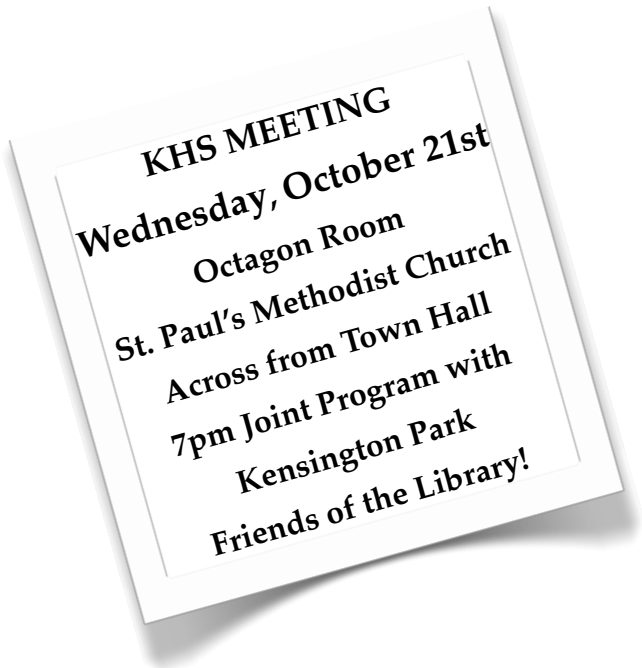 KHS MEETING
Wednesday, October 21st
Octagon Room
St. Paul’s Methodist Church
Across from Town Hall
7pm Joint Program with
Kensington Park
Friends of the Library!